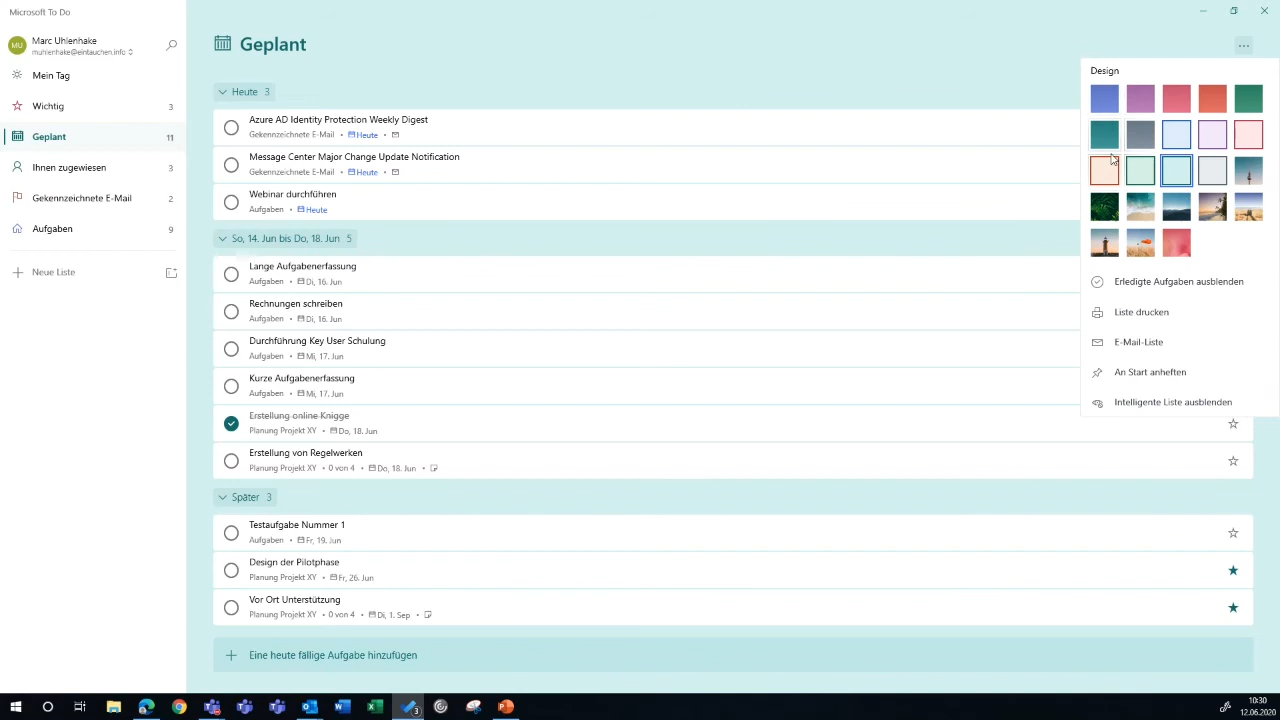 Microsoft To Do
MU
Marc Uhlenhake
muhlenhake@eintauchen.info
Mein Tag
Wichtig 3
Geplant 11
Ihnen zugewiesen 3
Gekennzeichnete E-Mail 2
Aufgaben 9
Neue Liste
Geplant
Heute 3
Azure AD Identity Protection Weekly Digest
Gekennzeichnete E-Mail • Heute •
Message Center Major Change Update Notification
Gekennzeichnete E-Mail • Heute •
Webinar durchführen
Aufgaben • Heute
So, 14. Jun bis Do, 18. Jun 5
Lange Aufgabenerfassung
Aufgaben • Di, 16. Jun
Rechnungen schreiben
Aufgaben • Di, 16. Jun
Durchführung Key User Schulung
Aufgaben • Mi, 17. Jun
Kurze Aufgabenerfassung
Aufgaben • Mi, 17. Jun
Erstellung online Knigge
Planung Projekt XY • Do, 18. Jun
Erstellung von Regelwerken
Planung Projekt XY • 0 von 4 • Do, 18. Jun •
Später 3
Testaufgabe Nummer 1
Aufgaben • Fr, 19. Jun
Design der Pilotphase
Planung Projekt XY • Fr, 26. Jun
Vor Ort Unterstützung
Planung Projekt XY • 0 von 4 • Di, 1. Sep •
Eine heute fällige Aufgabe hinzufügen
Design
Erledigte Aufgaben ausblenden
Liste drucken
E-Mail-Liste
An Start anheften
Intelligente Liste ausblenden
3
10:30
12.06.2020